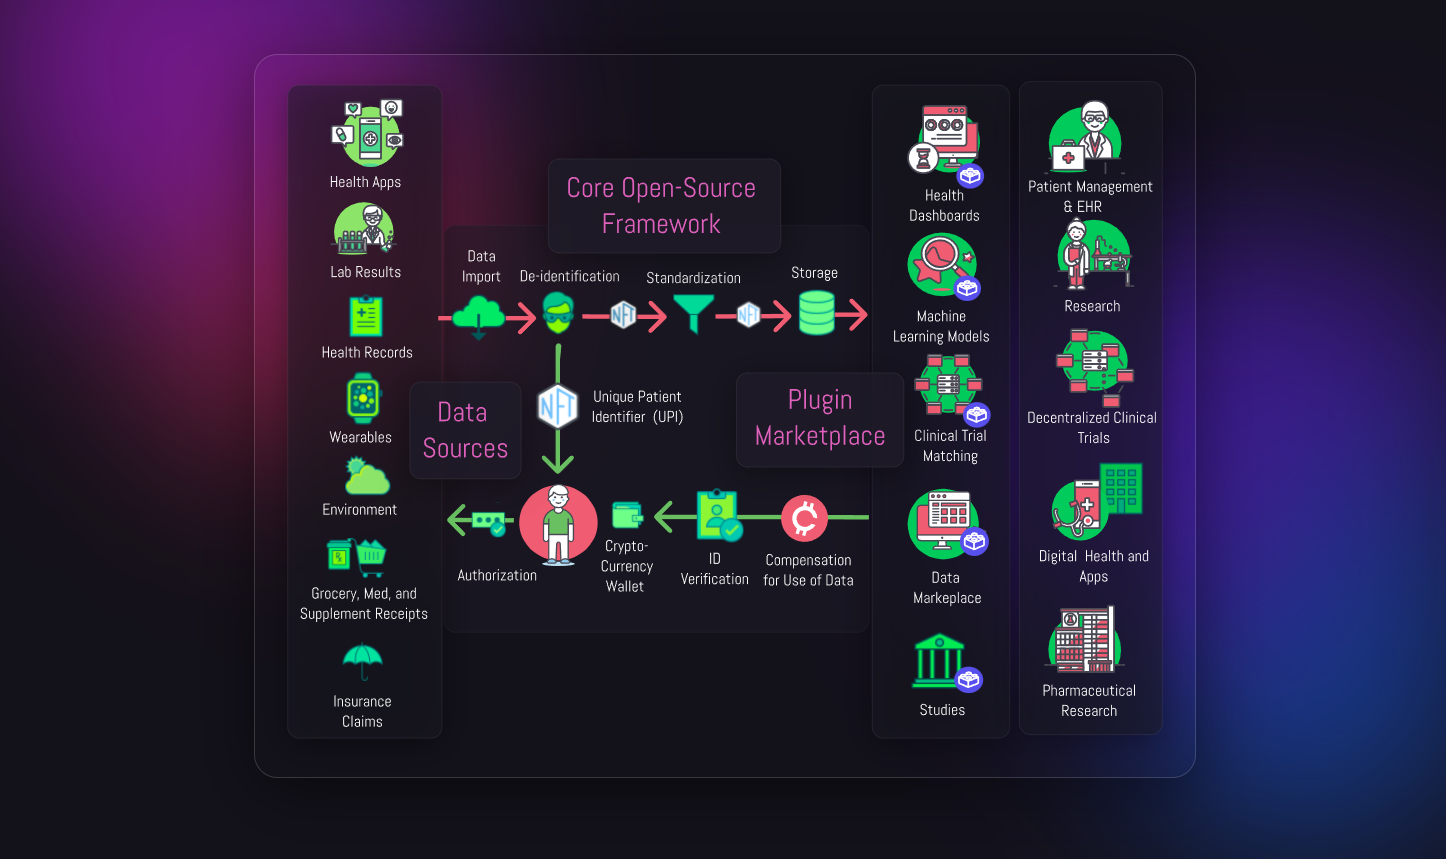 Health Apps
Lab Results
Health Records
Wearables
Environment
Rx
Grocery, Med, and
Supplement Receipts
Insurance
Claims
Data
Sources
Core Open-Source
Framework
Data
Import
De-identification
Standardization
Storage
NFT
NFT
NFT
Unique Patient
Identifier (UPI)
Authorization
Crypto-
Currency
Wallet
ID
Verification
Compensation
for Use of Data
Plugin
Marketplace
Health
Dashboards
Machine
Learning Models
Clinical Trial
Matching
Data
Markeplace
Studies
Patient Management
& EHR
Research
Decentralized Clinical
Trials
Digital Health and
Apps
Pharmaceutical
Research